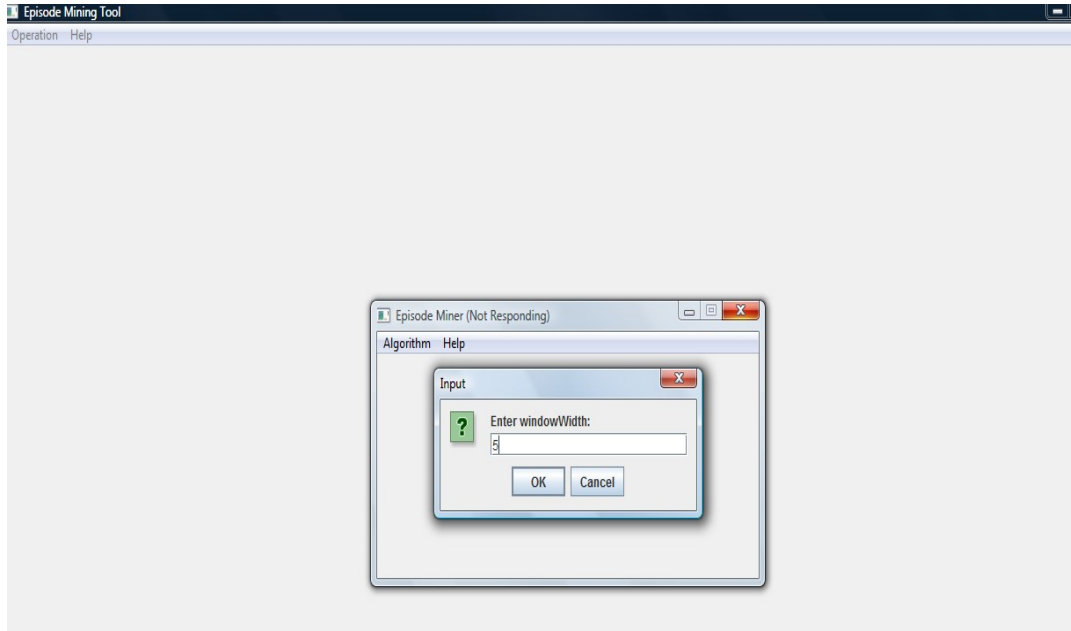 Episode Mining Tool
Operation Help
Episode Miner (Not Responding)
Algorithm Help
Input
? Enter windowWidth:
5
OK Cancel